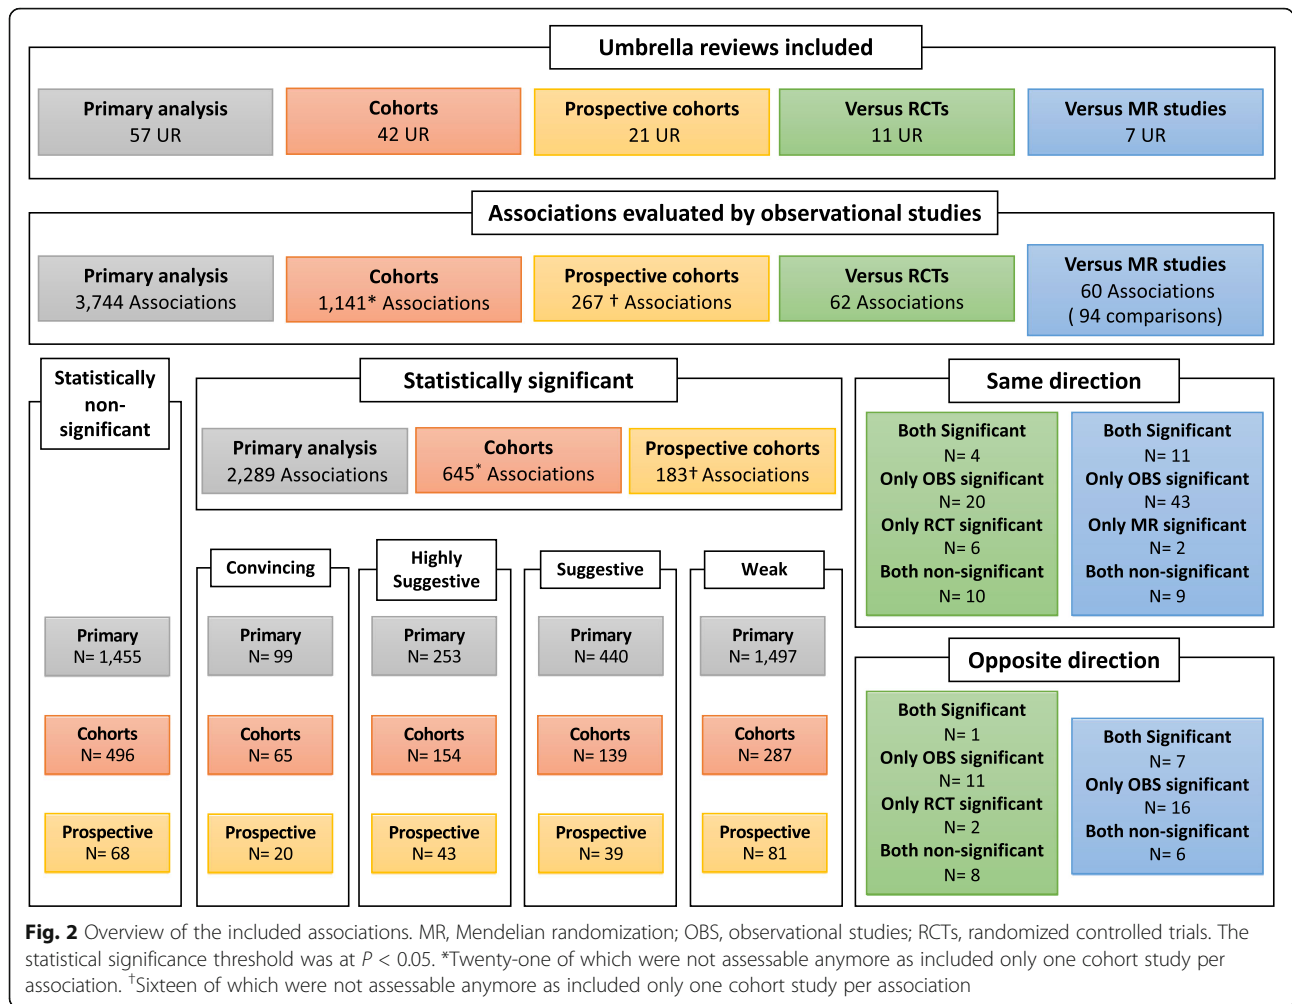 Umbrella reviews included
Primary analysis
57 UR
Cohorts
42 UR
Prospective cohorts
21 UR
Versus RCTs
11 UR
Versus MR studies
7 UR
Associations evaluated by observational studies
Primary analysis
3,744 Associations
Cohorts
1,141* Associations
Prospective cohorts
267 † Associations
Versus RCTs
62 Associations
Versus MR studies
60 Associations
( 94 comparisons)
Statistically
non-
significant
Primary
N= 1,455
Cohorts
N= 496
Prospective
N= 68
Statistically significant
Primary analysis
2,289 Associations
Cohorts
645* Associations
Prospective cohorts
183† Associations
Convincing
Primary
N= 99
Cohorts
N= 65
Prospective
N= 20
Highly
Suggestive
Primary
N= 253
Cohorts
N= 154
Prospective
N= 43
Suggestive
Primary
N= 440
Cohorts
N= 139
Prospective
N= 39
Weak
Primary
N= 1,497
Cohorts
N= 287
Prospective
N= 81
Same direction
Both Significant
N= 4
Only OBS significant
N= 20
Only RCT significant
N= 6
Both non-significant
N= 10
Both Significant
N= 11
Only OBS significant
N= 43
Only MR significant
N= 2
Both non-significant
N= 9
Opposite direction
Both Significant
N= 1
Only OBS significant
N= 11
Only RCT significant
N= 2
Both non-significant
N= 8
Both Significant
N= 7
Only OBS significant
N= 16
Both non-significant
N= 6
Fig. 2 Overview of the included associations. MR, Mendelian randomization; OBS, observational studies; RCTs, randomized controlled trials. The
statistical significance threshold was at P < 0.05. *Twenty-one of which were not assessable anymore as included only one cohort study per
association. †Sixteen of which were not assessable anymore as included only one cohort study per association